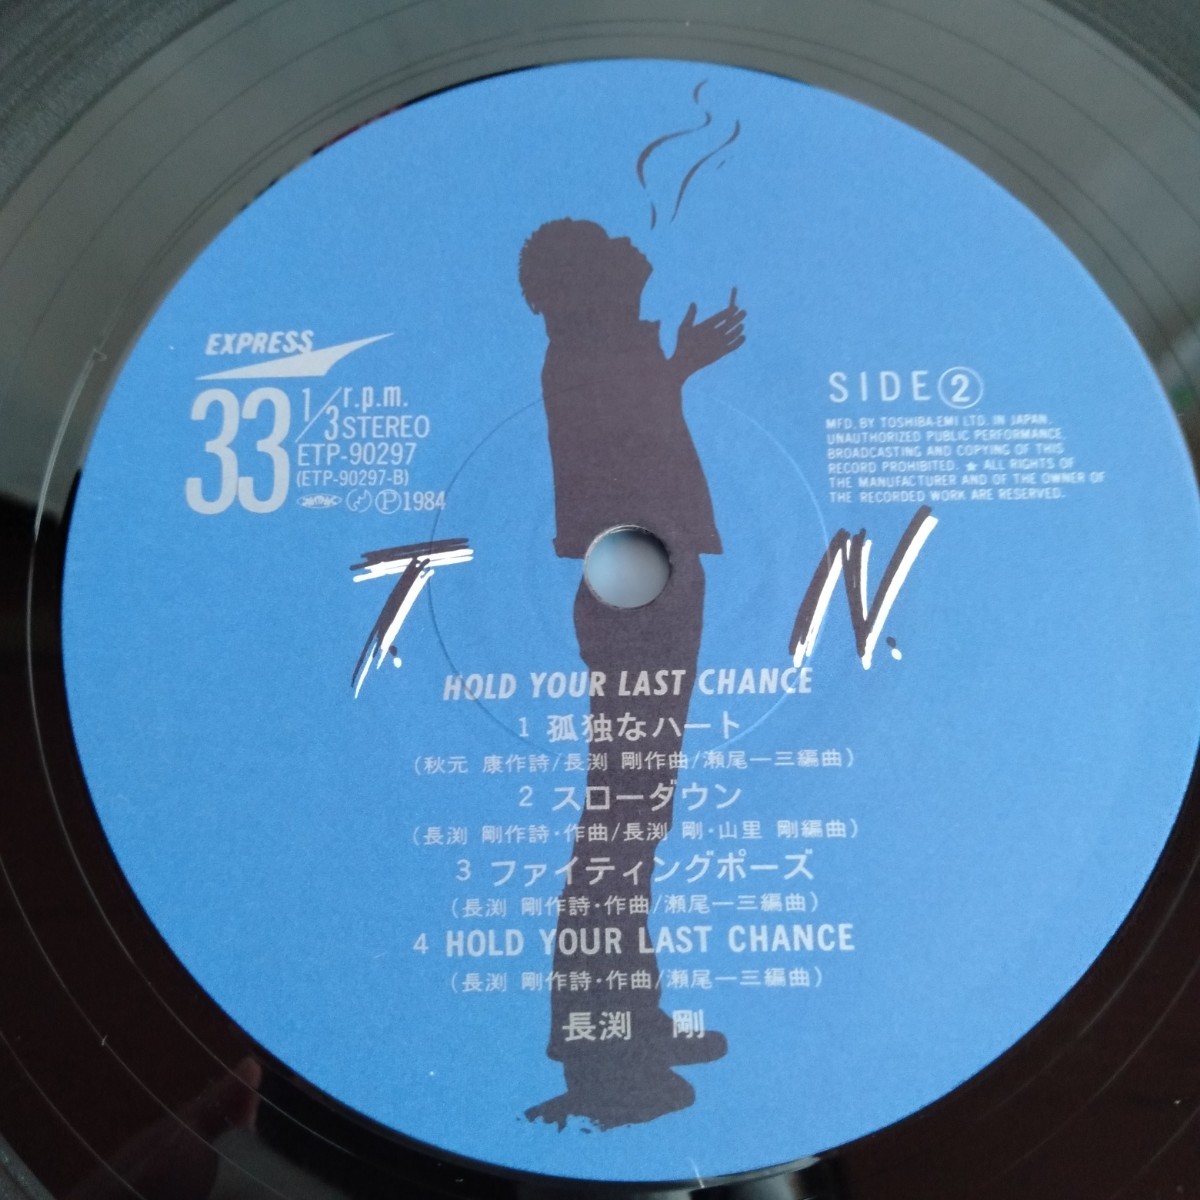 EXPRESS
33 1/3 r.p.m.
STEREO
ETP-90297
(ETP-90297-B)
Ⓟ1984
SIDE ②
MFD. BY TOSHIBA-EMI LTD. IN JAPAN.
UNAUTHORIZED PUBLIC PERFORMANCE,
BROADCASTING AND COPYING OF THIS
RECORD PROHIBITED. ★ ALL RIGHTS OF
THE MANUFACTURER AND OF THE OWNER OF
THE RECORDED WORK ARE RESERVED.
T. N.
HOLD YOUR LAST CHANCE
1 孤独なハート
(秋元 康作詩/長渕 剛作曲/瀬尾一三編曲)
2 スローダウン
(長渕 剛作詩・作曲/長渕 剛・山里 剛編曲)
3 ファイティングポーズ
(長渕 剛作詩・作曲/瀬尾一三編曲)
4 HOLD YOUR LAST CHANCE
(長渕 剛作詩・作曲/瀬尾一三編曲)
長渕 剛